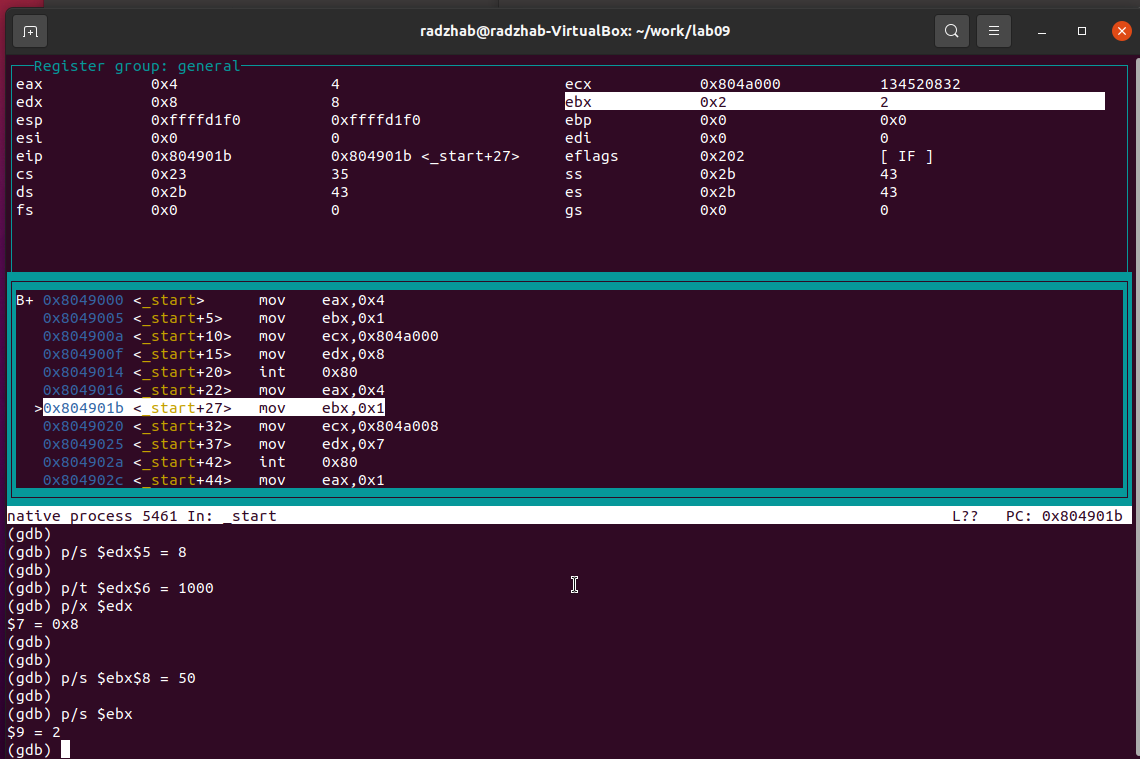 radzhab@radzhab-VirtualBox: ~/work/lab09
Register group: general
eax 0x4 4 ecx 0x804a000 134520832
edx 0x8 8 ebx 0x2 2
esp 0xffffd1f0 0xffffd1f0 ebp 0x0 0x0
esi 0x0 0 edi 0x0 0
eip 0x804901b 0x804901b <_start+27> eflags 0x202 [ IF ]
cs 0x23 35 ss 0x2b 43
ds 0x2b 43 es 0x2b 43
fs 0x0 0 gs 0x0 0
B+ 0x8049000 <_start> mov eax,0x4
0x8049005 <_start+5> mov ebx,0x1
0x804900a <_start+10> mov ecx,0x804a000
0x804900f <_start+15> mov edx,0x8
0x8049014 <_start+20> int 0x80
0x8049016 <_start+22> mov eax,0x4
>0x804901b <_start+27> mov ebx,0x1
0x8049020 <_start+32> mov ecx,0x804a008
0x8049025 <_start+37> mov edx,0x7
0x804902a <_start+42> int 0x80
0x804902c <_start+44> mov eax,0x1
native process 5461 In: _start L?? PC: 0x804901b
(gdb)
(gdb) p/s $edx$5 = 8
(gdb)
(gdb) p/t $edx$6 = 1000
(gdb) p/x $edx
$7 = 0x8
(gdb)
(gdb)
(gdb) p/s $ebx$8 = 50
(gdb)
(gdb) p/s $ebx
$9 = 2
(gdb)